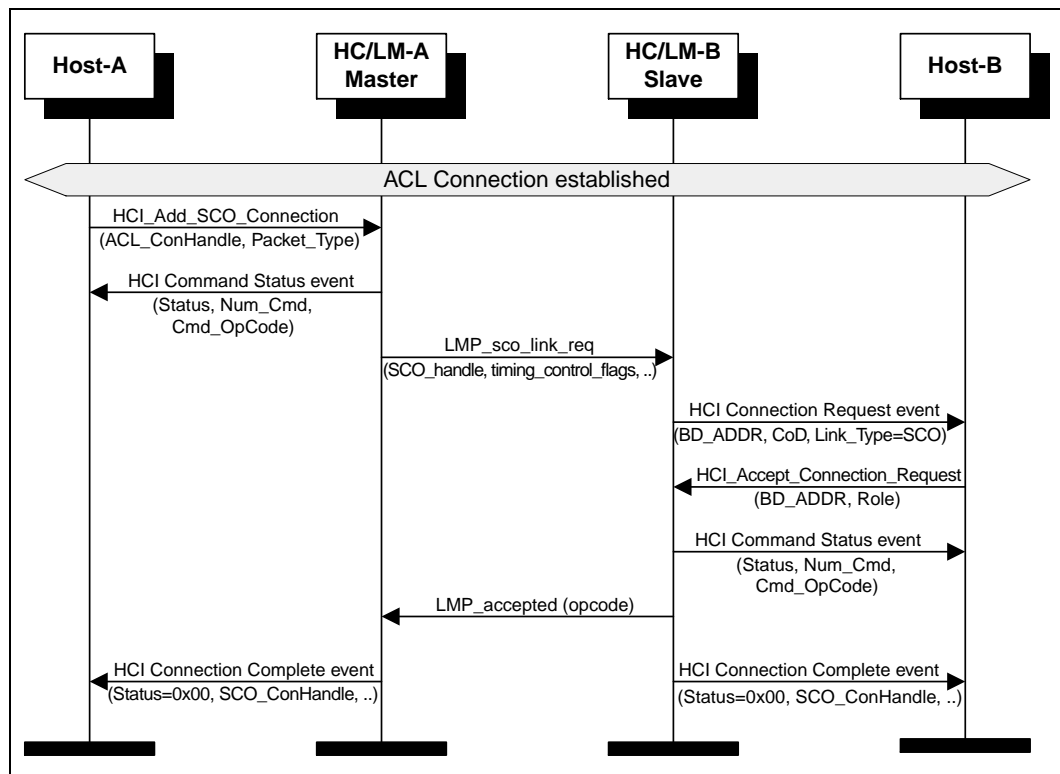 Host-A
HC/LM-A
Master
HC/LM-B
Slave
Host-B
ACL Connection established
HCI_Add_SCO_Connection
(ACL_ConHandle, Packet_Type)
HCI Command Status event
(Status, Num_Cmd,
Cmd_OpCode)
LMP_sco_link_req
(SCO_handle, timing_control_flags, ..)
HCI Connection Request event
(BD_ADDR, CoD, Link_Type=SCO)
HCI_Accept_Connection_Request
(BD_ADDR, Role)
HCI Command Status event
(Status, Num_Cmd,
Cmd_OpCode)
LMP_accepted (opcode)
HCI Connection Complete event
(Status=0x00, SCO_ConHandle, ..)
HCI Connection Complete event
(Status=0x00, SCO_ConHandle, ..)